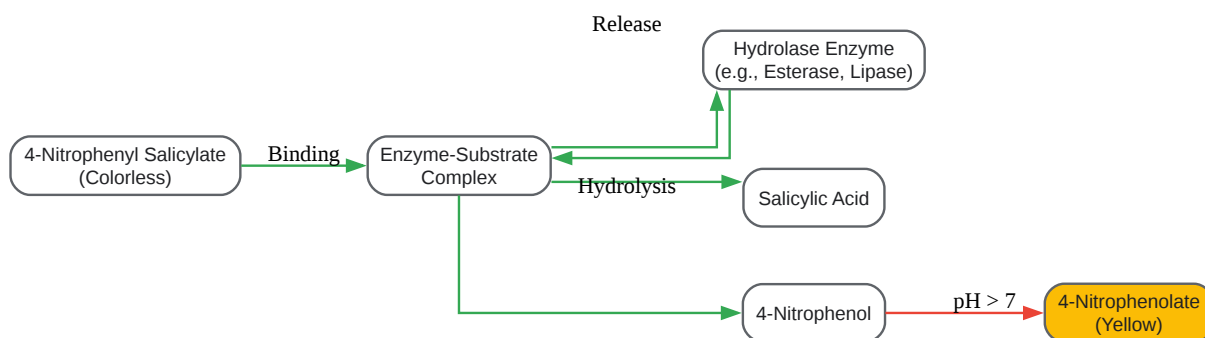 Release
Hydrolase Enzyme
(e.g., Esterase, Lipase)
4-Nitrophenyl Salicylate
(Colorless)
Binding
Enzyme-Substrate
Complex
Hydrolysis
Salicylic Acid
4-Nitrophenol
pH > 7
4-Nitrophenolate
(Yellow)